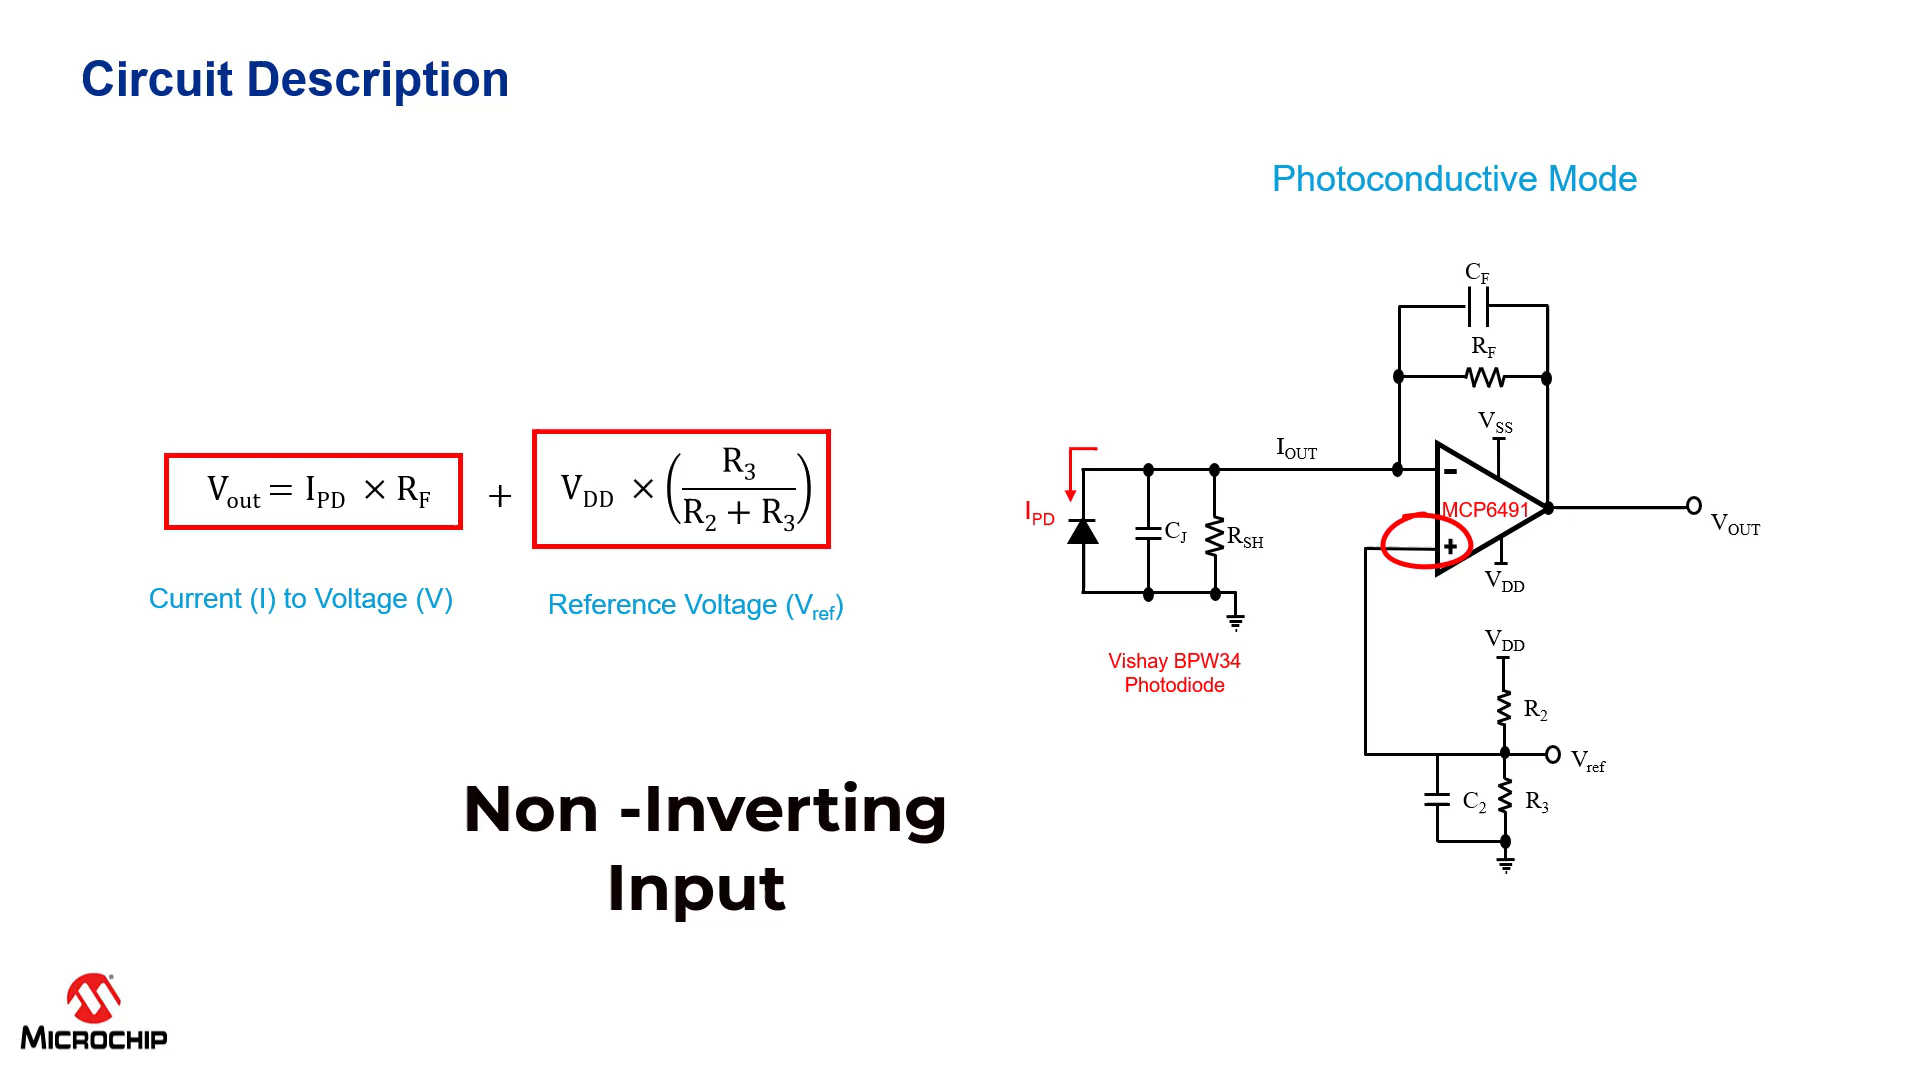 Circuit Description
Photoconductive Mode
V_out = I_PD × R_F + V_DD × (R_3 / (R_2 + R_3))
Current (I) to Voltage (V)
Reference Voltage (V_ref)
C_F
R_F
V_SS
I_OUT
-
MCP6491
+
V_DD
V_OUT
I_PD
C_J
R_SH
Vishay BPW34
Photodiode
V_DD
R_2
V_ref
C_2
R_3
Non -Inverting
Input
MICROCHIP